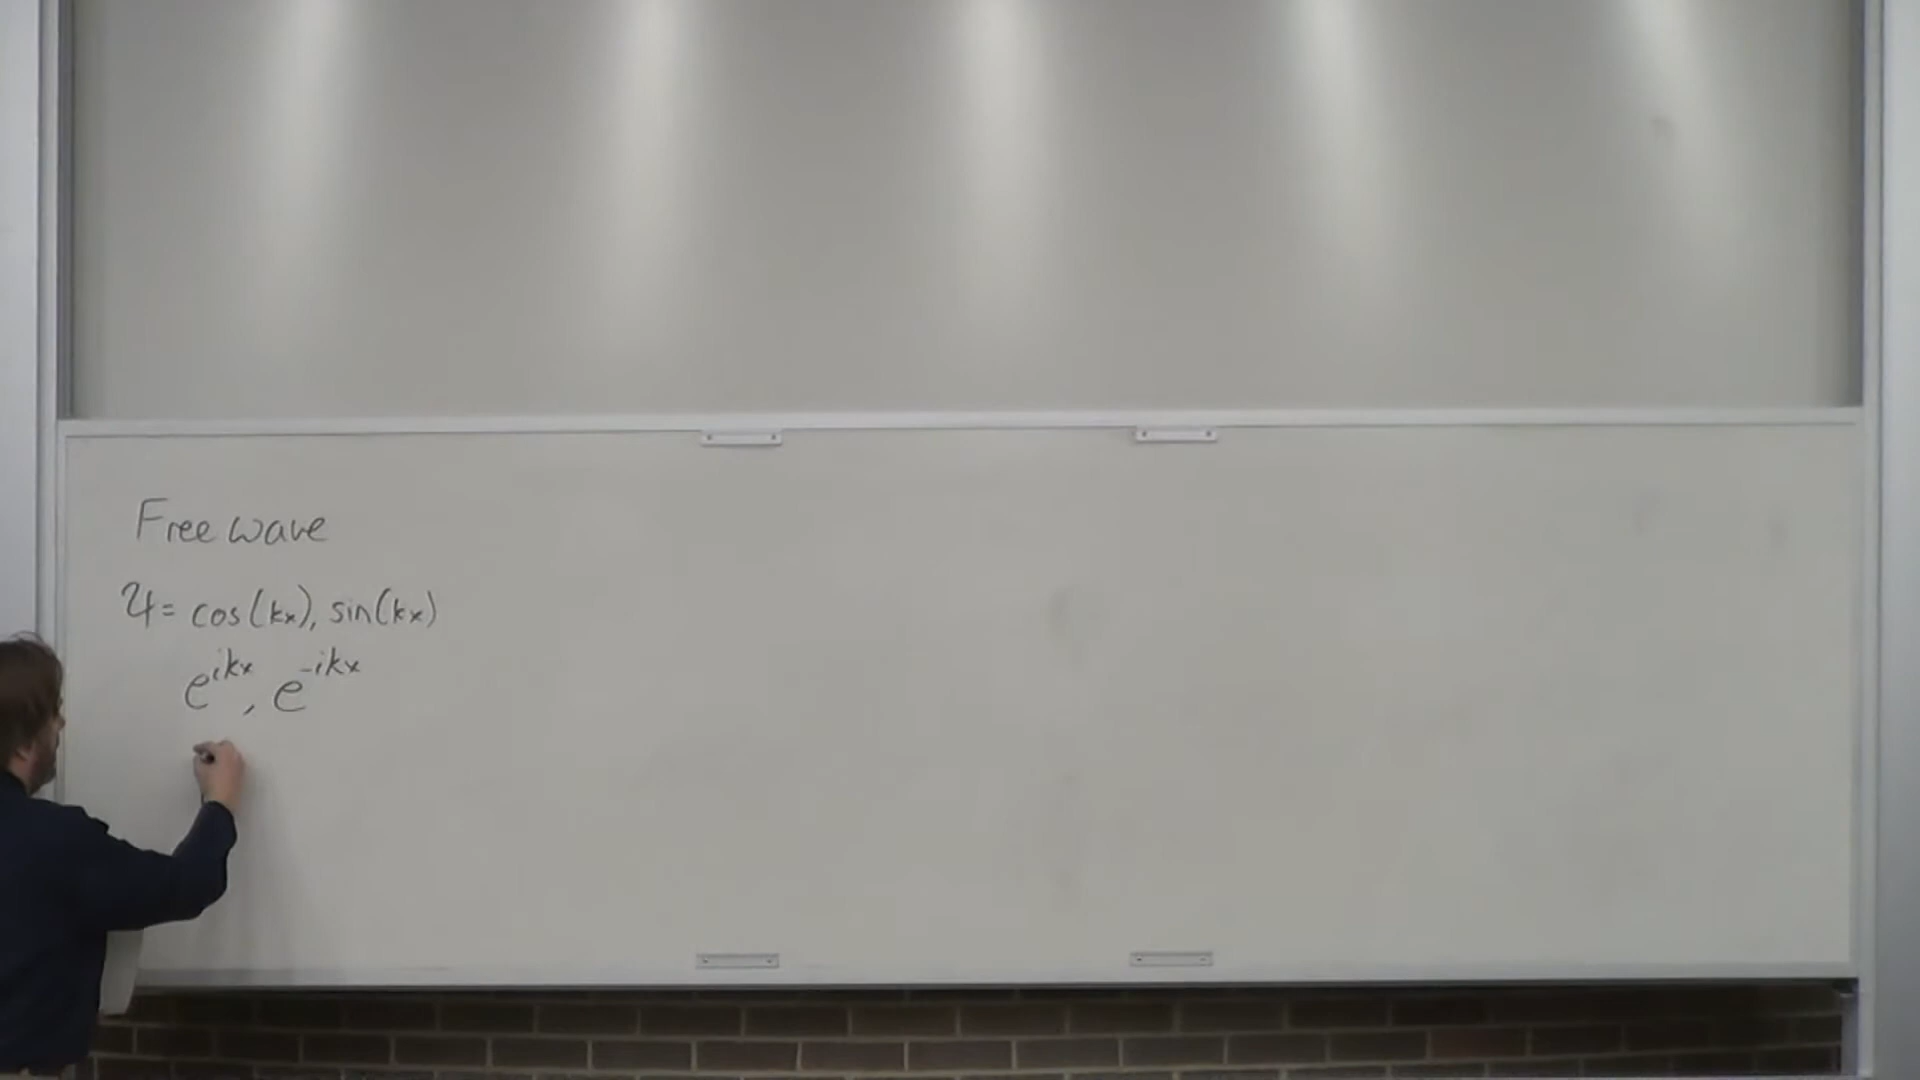 Free wave
Ψ = cos(kx), sin(kx)
e^{ikx}, e^{-ikx}